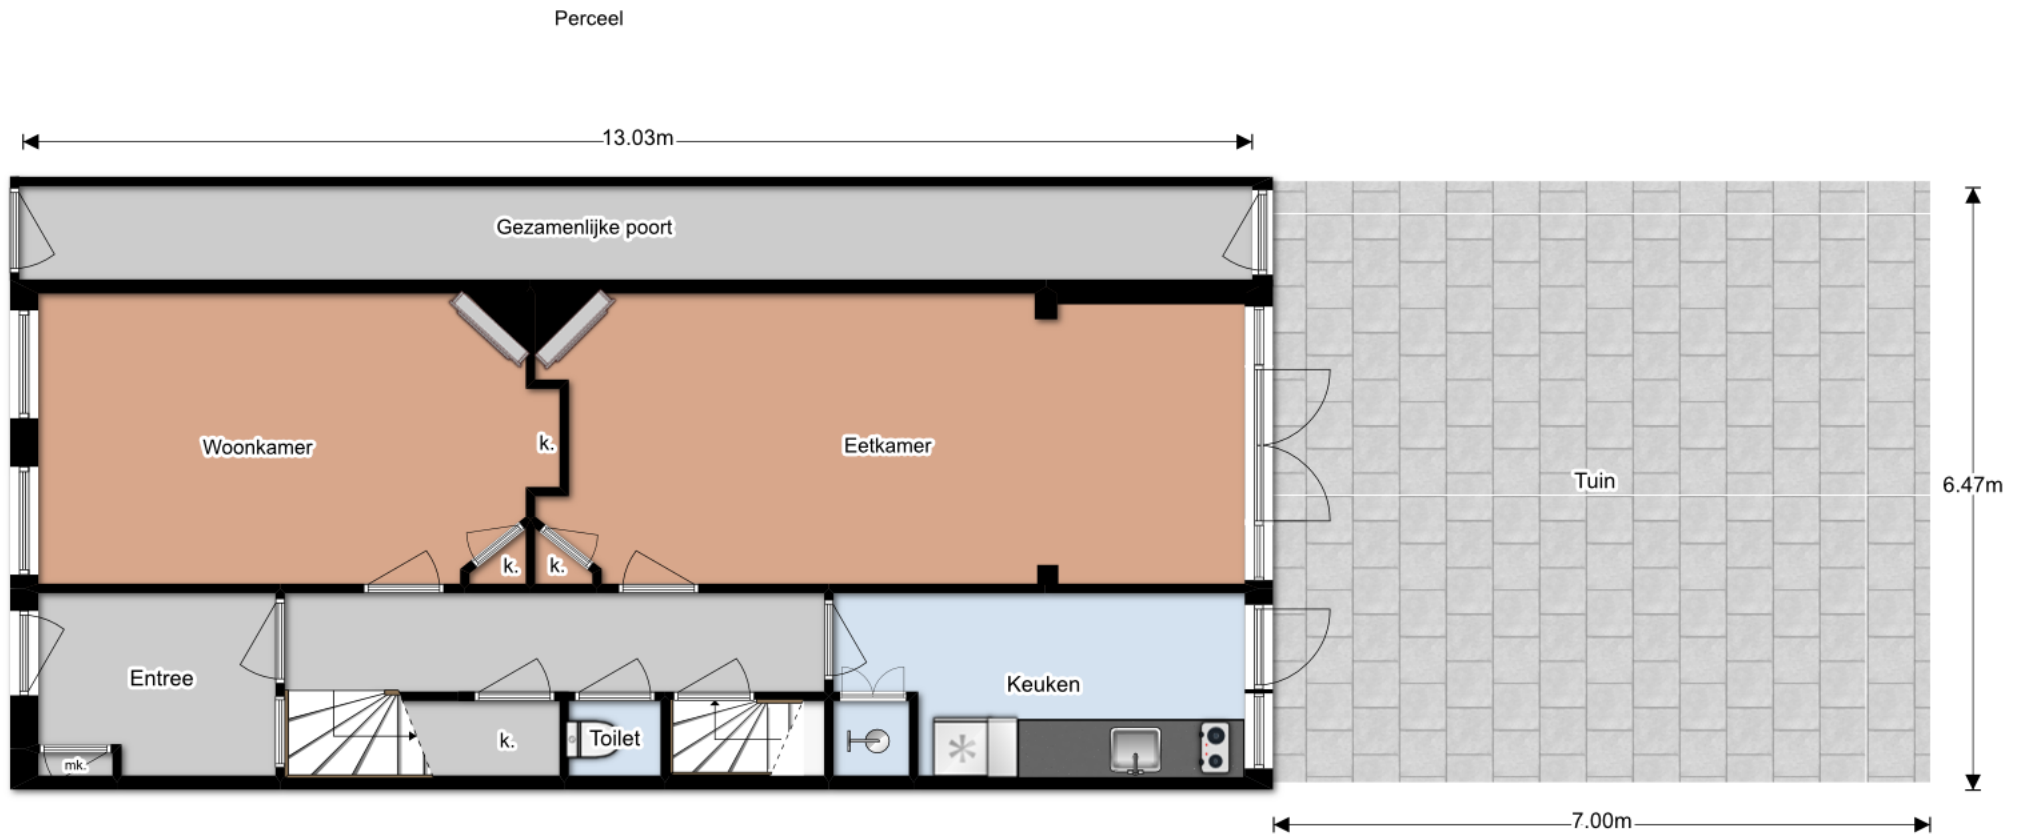 Perceel
13.03m
Gezamenlijke poort
Woonkamer
k.
Eetkamer
Tuin
6.47m
k.
k.
Entree
Keuken
k.
Toilet
mk.
7.00m